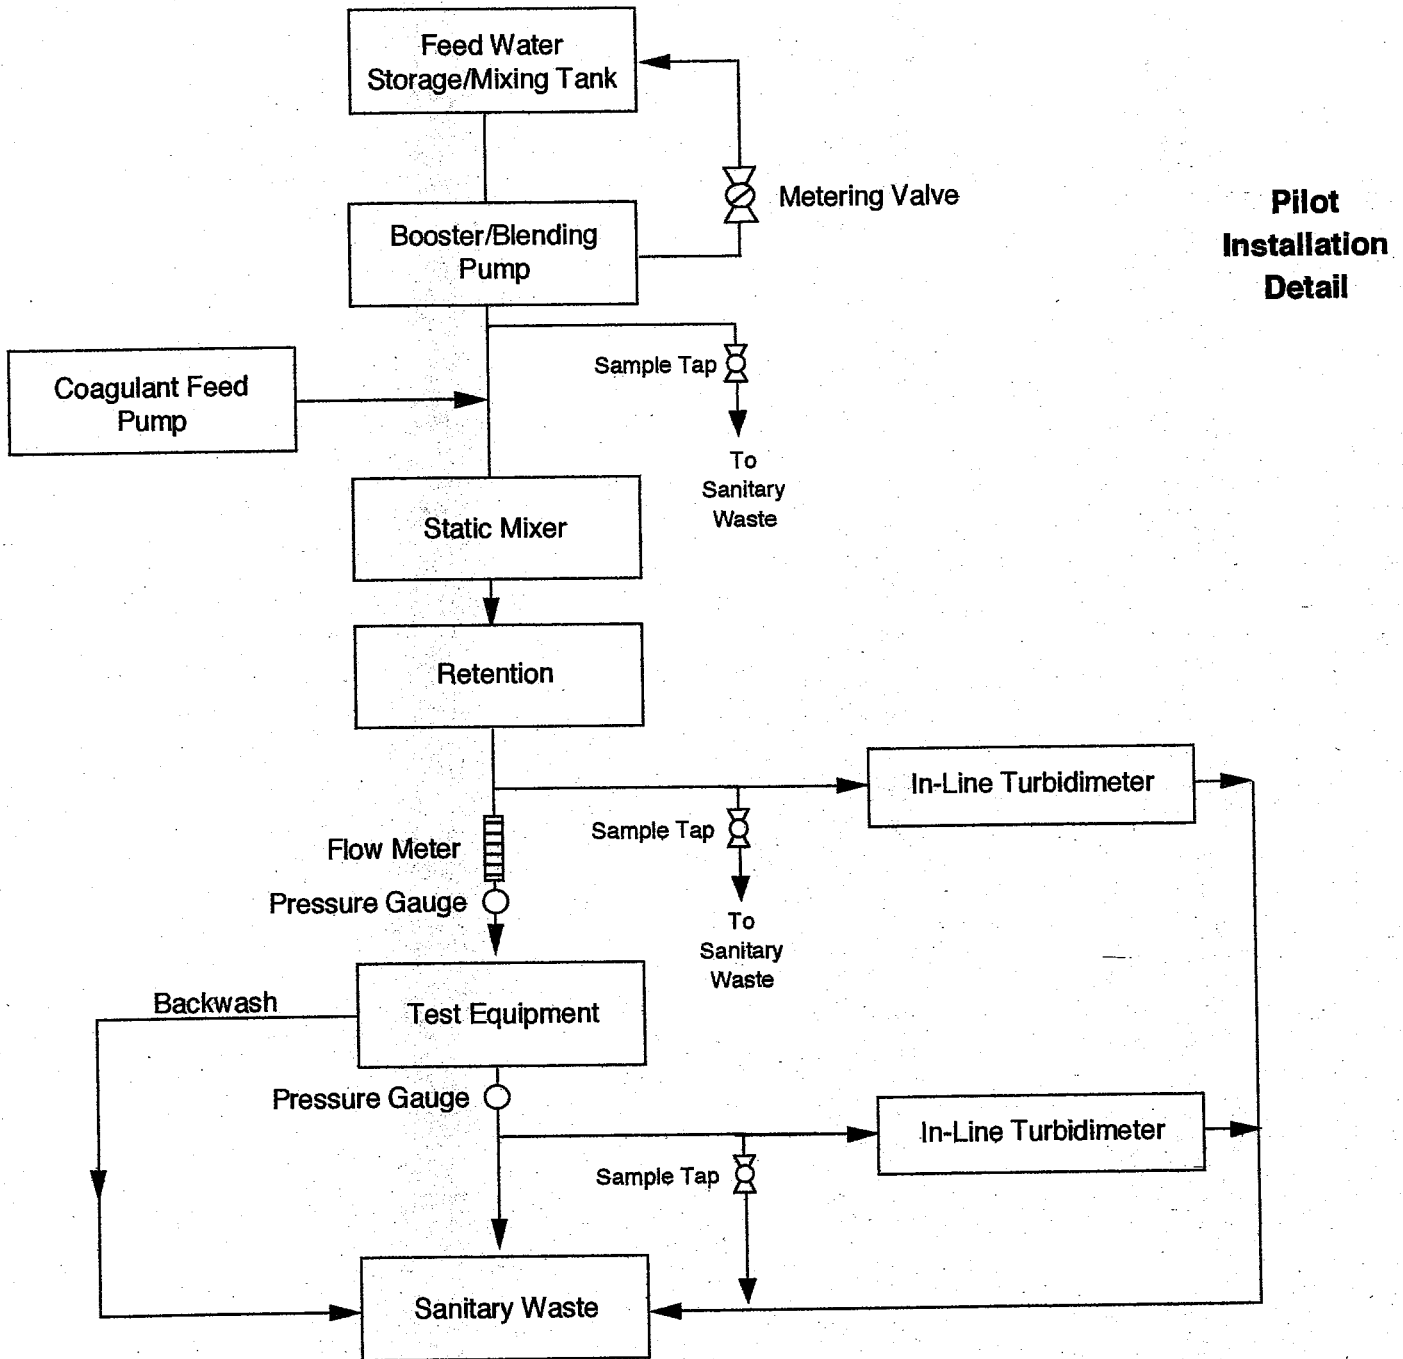 Feed Water
Storage/Mixing Tank
Metering Valve
Pilot
Installation
Detail
Booster/Blending
Pump
Sample Tap
Coagulant Feed
Pump
To
Sanitary
Waste
Static Mixer
Retention
In-Line Turbidimeter
Sample Tap
Flow Meter
Pressure Gauge
To
Sanitary
Waste
Backwash
Test Equipment
Pressure Gauge
In-Line Turbidimeter
Sample Tap
Sanitary Waste